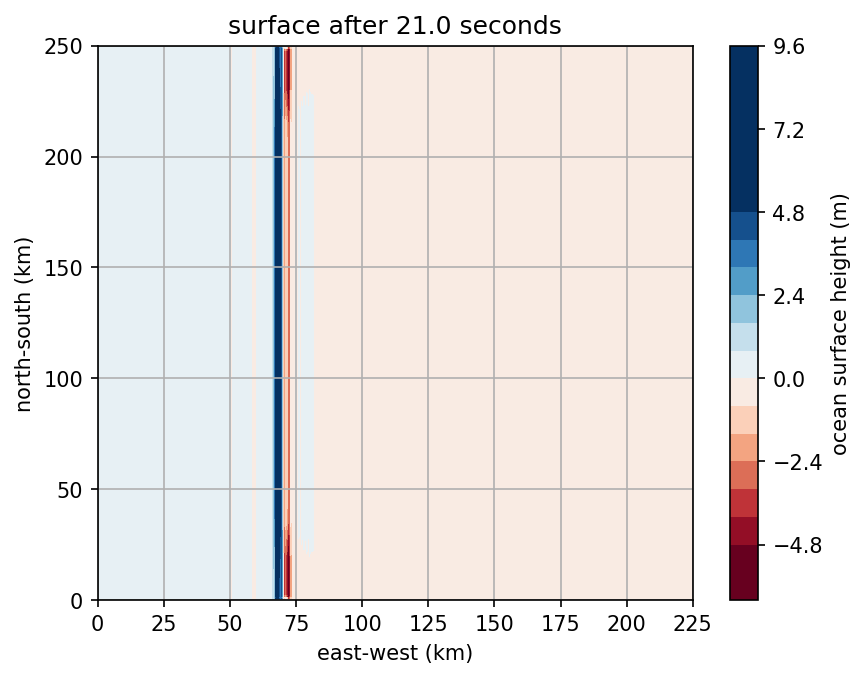 surface after 21.0 seconds
250
200
150
100
50
0
north-south (km)
0 25 50 75 100 125 150 175 200 225
east-west (km)
9.6
7.2
4.8
2.4
0.0
−2.4
−4.8
ocean surface height (m)